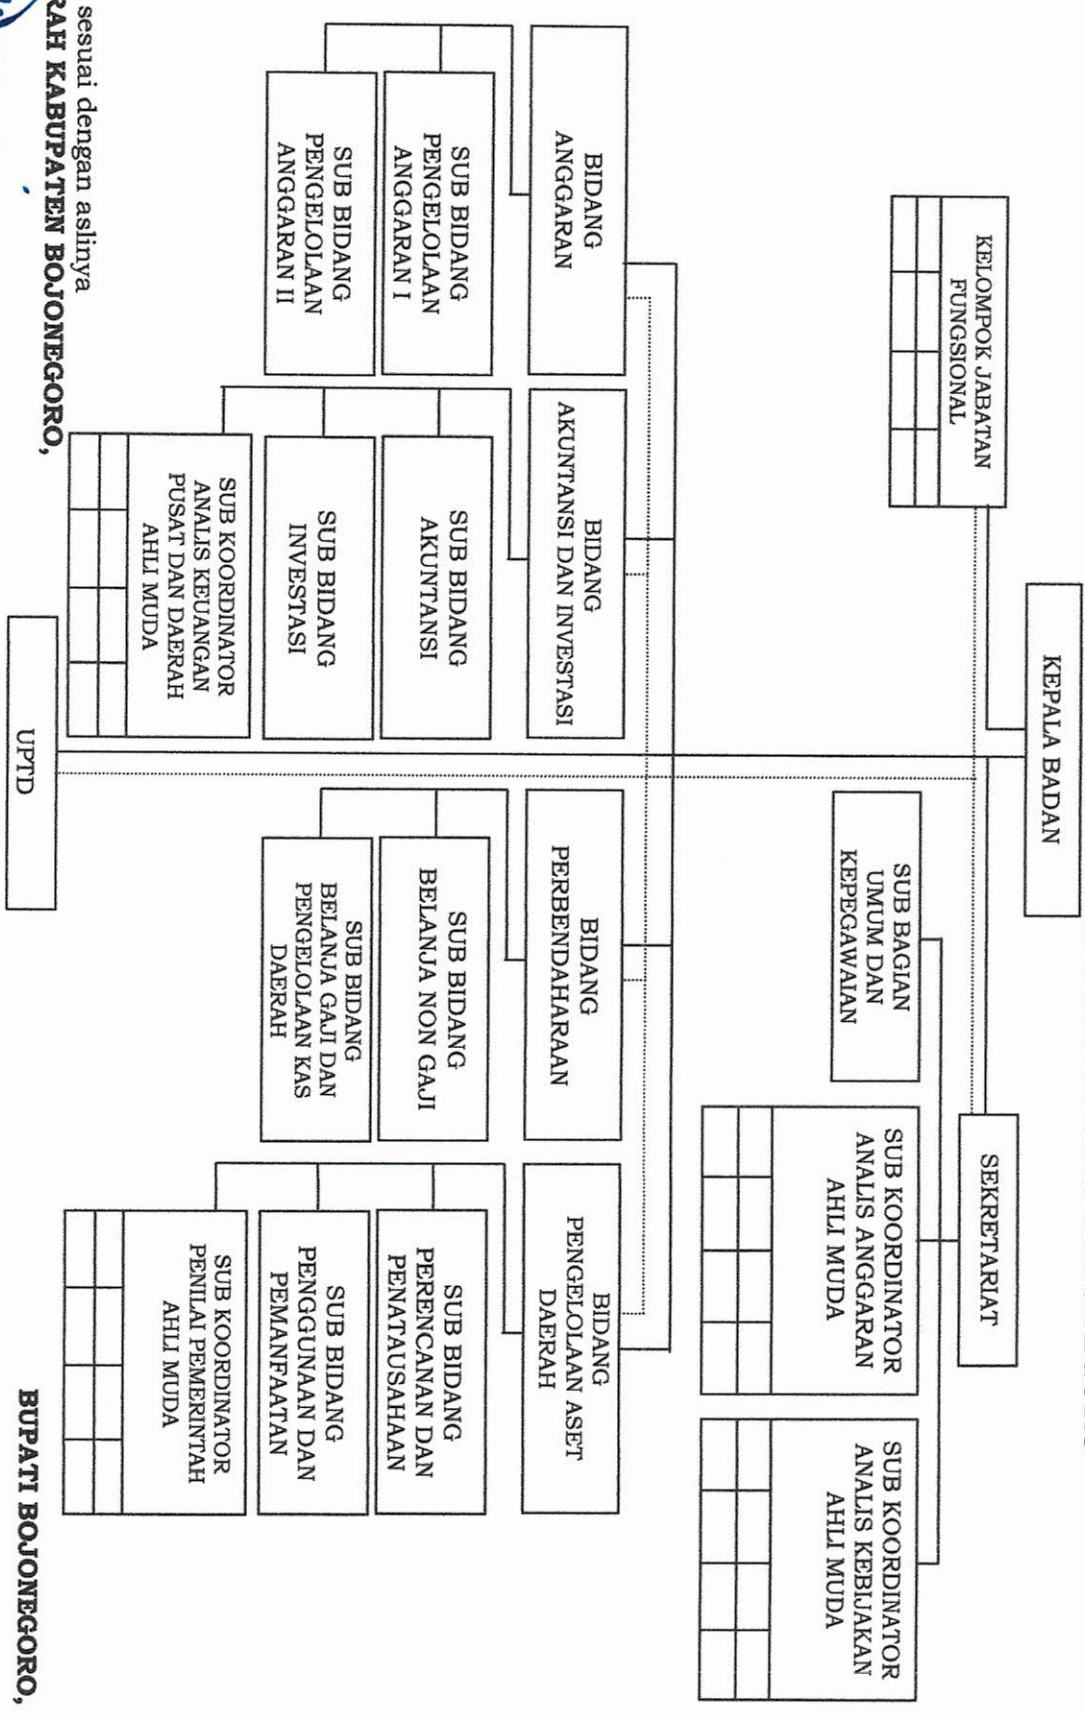 KEPALA BADAN
KELOMPOK JABATAN
FUNGSIONAL
SEKRETARIAT
SUB BAGIAN
UMUM DAN
KEPEGAWAIAN
SUB KOORDINATOR
ANALIS ANGGARAN
AHLI MUDA
SUB KOORDINATOR
ANALIS KEBIJAKAN
AHLI MUDA
BIDANG
ANGGARAN
BIDANG
AKUNTANSI DAN INVESTASI
BIDANG
PERBENDAHARAAN
BIDANG
PENGELOLAAN ASET
DAERAH
SUB BIDANG
PENGELOLAAN
ANGGARAN I
SUB BIDANG
AKUNTANSI
SUB BIDANG
BELANJA NON GAJI
SUB BIDANG
PERENCANAN DAN
PENATAUSAHAAN
SUB BIDANG
PENGELOLAAN
ANGGARAN II
SUB BIDANG
INVESTASI
SUB BIDANG
BELANJA GAJI DAN
PENGELOLAAN KAS
DAERAH
SUB BIDANG
PENGGUNAAN DAN
PEMANFAATAN
SUB KOORDINATOR
ANALIS KEUANGAN
PUSAT DAN DAERAH
AHLI MUDA
SUB KOORDINATOR
PENILAI PEMERINTAH
AHLI MUDA
UPTD
sesuai dengan aslinya
RAH KABUPATEN BOJONEGORO,
BUPATI BOJONEGORO,